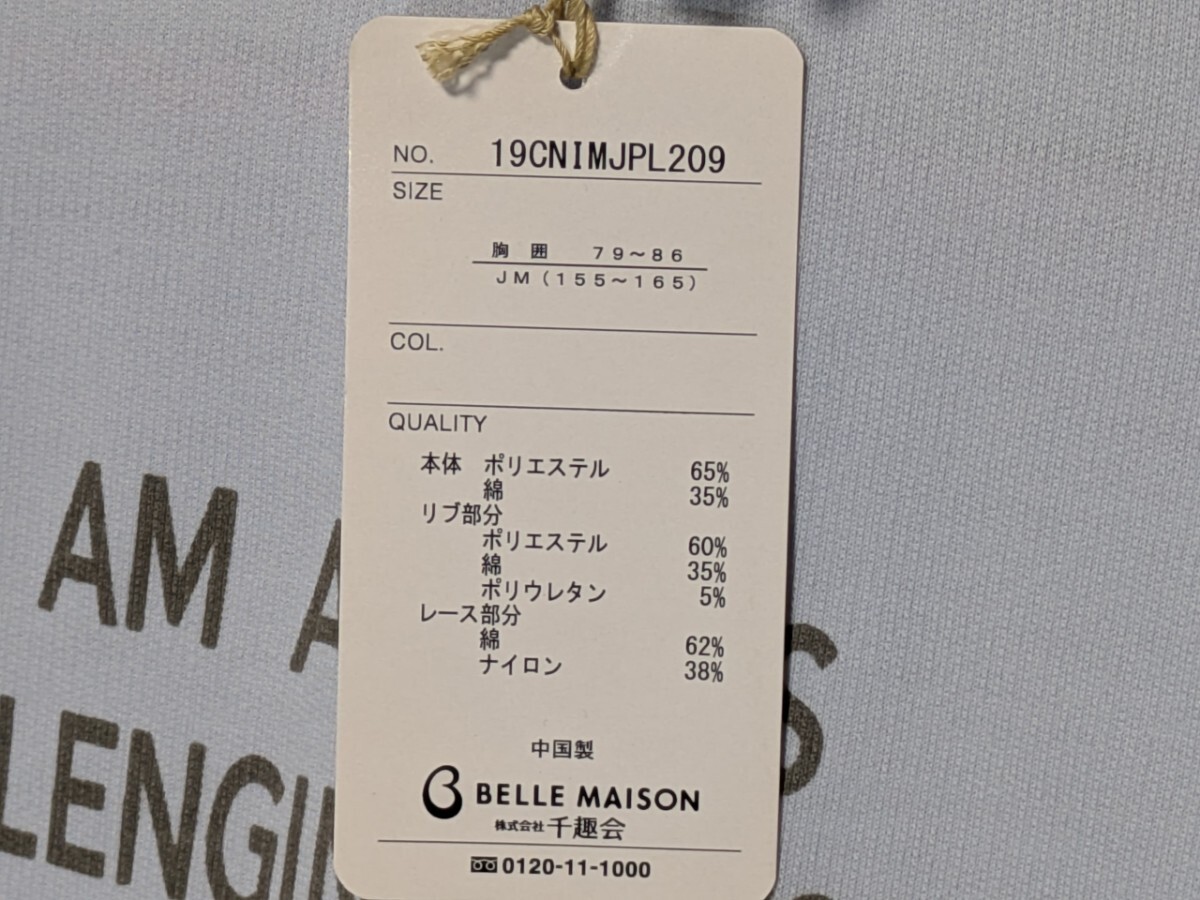 NO. 19CNIMJPL209
SIZE
胸 囲 79~86
JM(155~165)
COL.
QUALITY
本体 ポリエステル 65%
綿 35%
リブ部分
ポリエステル 60%
綿 35%
ポリウレタン 5%
レース部分
綿 62%
ナイロン 38%
中国製
BELLE MAISON
株式会社千趣会
0120-11-1000
AM